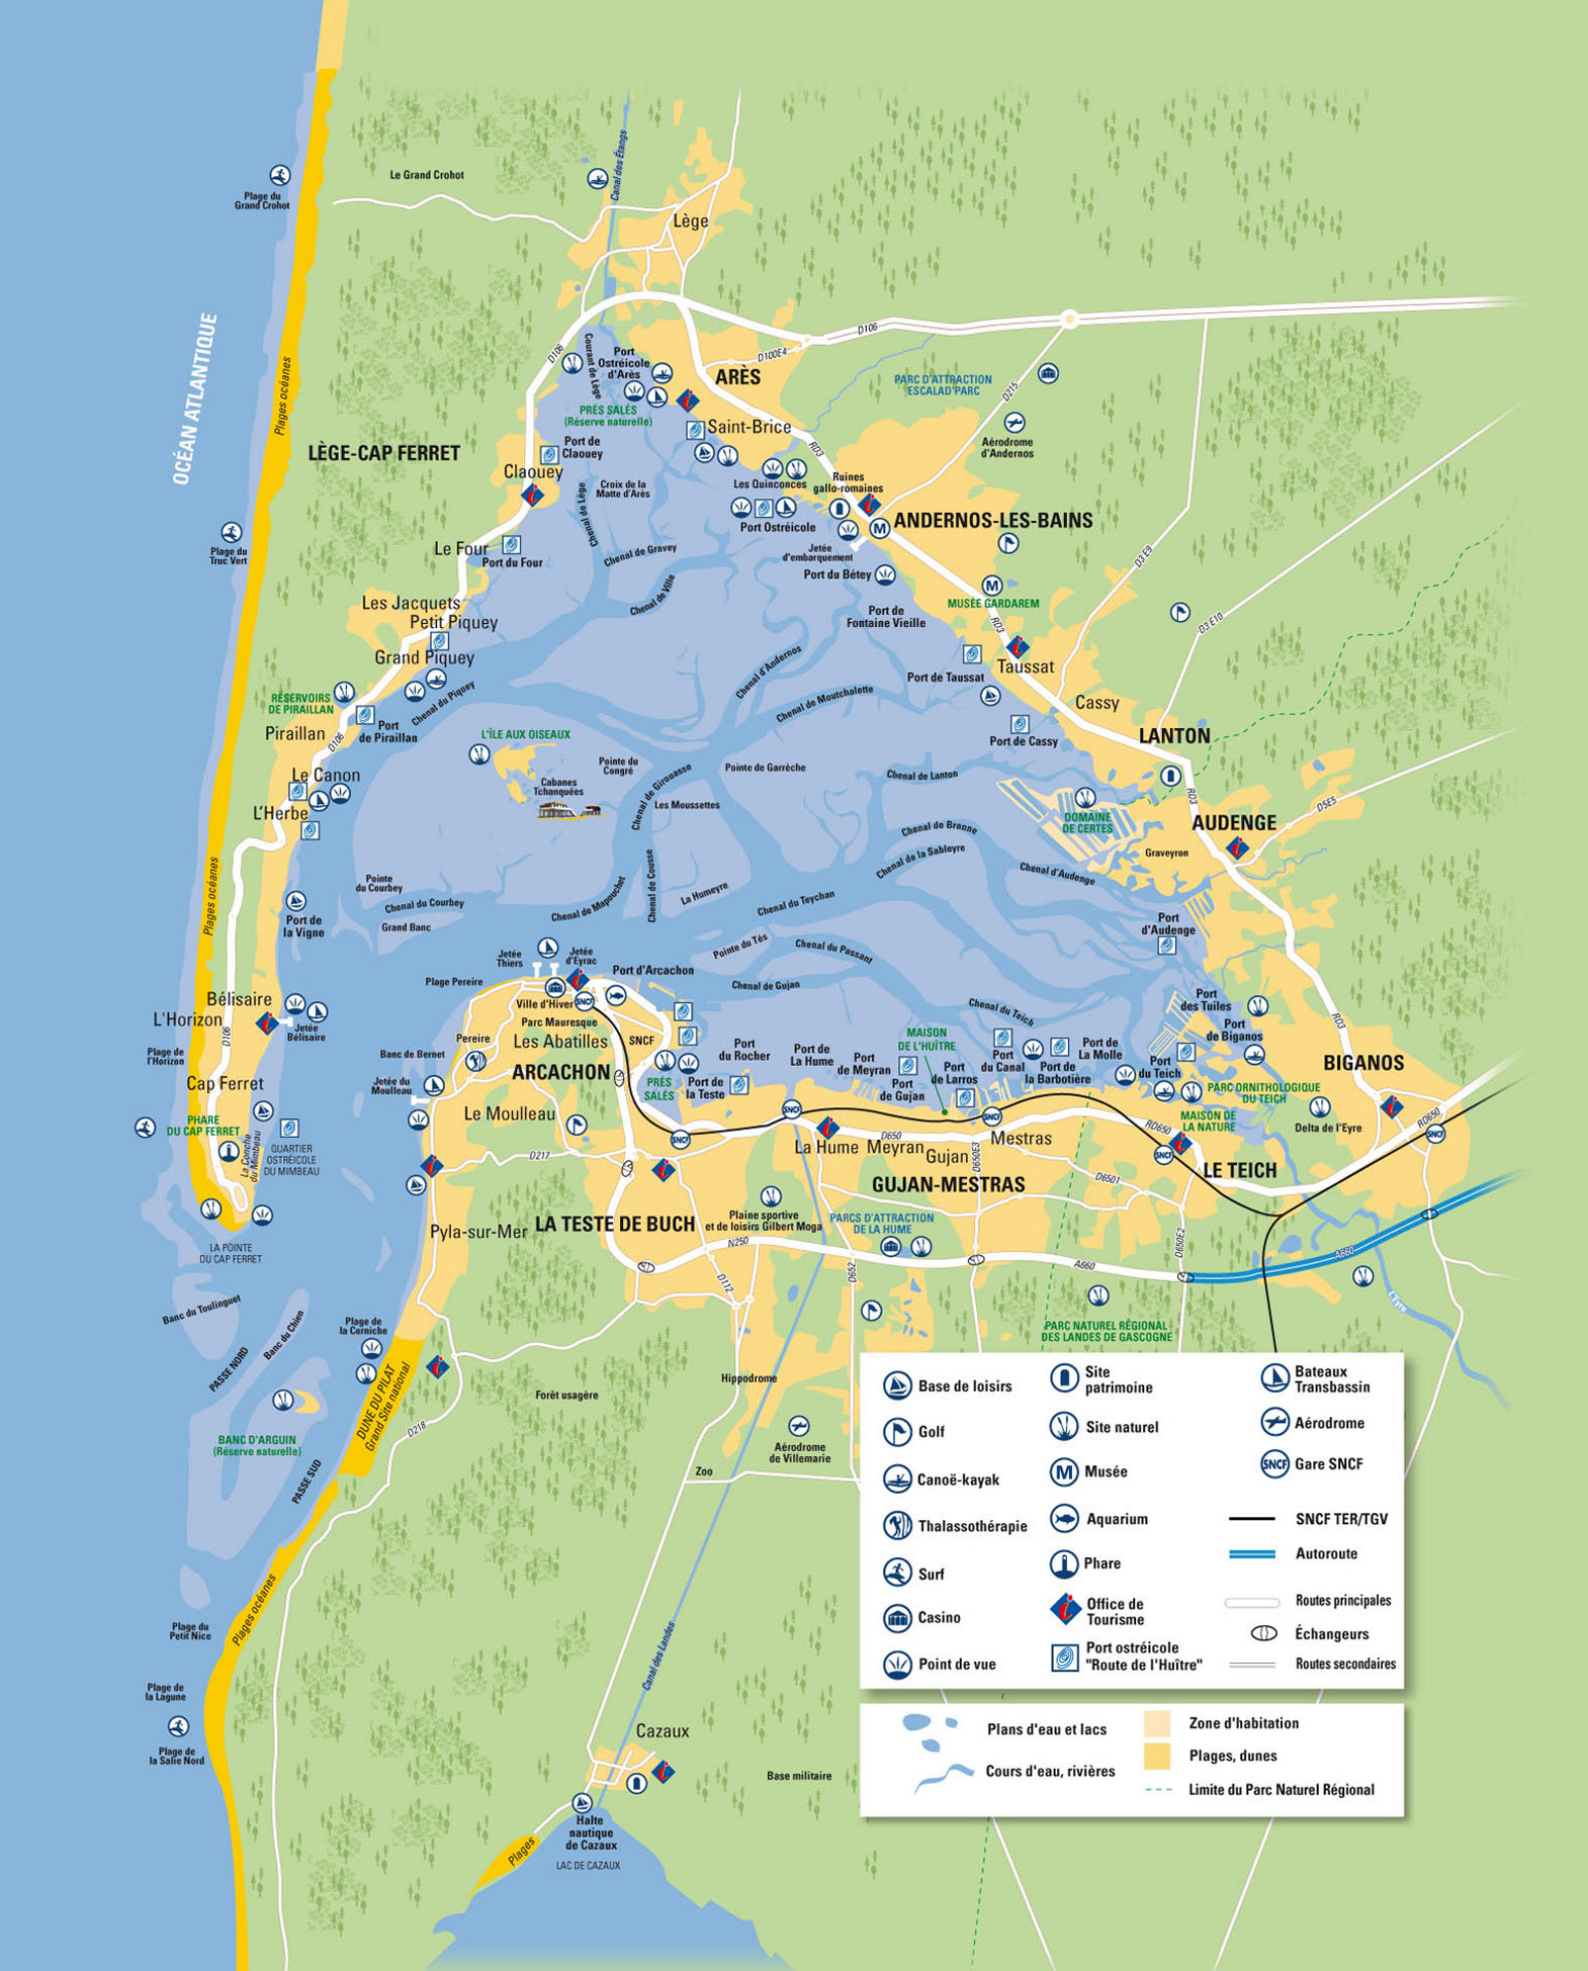 Canal des Étangs
Le Grand Crohot
Plage du
Grand Crohot
Lège
OCÉAN ATLANTIQUE
Plages océanes
D106
D106
D100E4
Courant de Lège
Port
Ostréicole
d'Arès
ARÈS
PRÉS SALÉS
(Réserve naturelle)
PARC D'ATTRACTION
ESCALAD'PARC
D215
Aérodrome
d'Andernos
Saint-Brice
RD3
LÈGE-CAP FERRET
Port de
Claouey
Claouey
Croix de la
Matte d'Arès
Chenal de Lège
Les Quinconces
Ruines
gallo-romaines
Port Ostréicole
ANDERNOS-LES-BAINS
Jetée
d'embarquement
Port du Bétey
Plage du
Truc Vert
Le Four
Port du Four
Chenal de Gravey
Chenal de Ville
D3 E9
MUSÉE GARDAREM
Port de
Fontaine Vieille
RD3
D3 E10
Les Jacquets
Petit Piquey
Grand Piquey
Chenal d'Andernos
Taussat
Port de Taussat
Chenal du Piquey
Chenal de Moutchalette
Cassy
RÉSERVOIRS
DE PIRAILLAN
Piraillan
Port
de Piraillan
D106
L'ÎLE AUX OISEAUX
Port de Cassy
LANTON
Pointe du
Congré
Pointe de Garrèche
Chenal de Girouasse
Chenal de Lanton
Le Canon
Cabanes
Tchanquées
Les Moussettes
RD3
D5E5
L'Herbe
DOMAINE
DE CERTES
AUDENGE
Chenal de Branne
Chenal de la Sableyre
Graveyron
Chenal d'Audenge
Plages océanes
Pointe
du Courbey
Chenal du Courbey
Grand Banc
Chenal de Mapouchet
Chenal de Cousse
La Humeyre
Chenal du Teychan
Port de
la Vigne
Port
d'Audenge
Pointe du Tés
Chenal du Passant
Jetée
Thiers
Jetée
d'Eyrac
Port d'Arcachon
Plage Pereire
Chenal de Gujan
Ville d'Hiver
SNCF
Bélisaire
L'Horizon
Jetée
Bélisaire
Chenal du Teich
Port
des Tuiles
Port
de Biganos
RD3
Parc Mauresque
Pereire
Les Abatilles
SNCF
MAISON
DE L'HUÎTRE
Plage de
l'Horizon
D106
Banc de Bernet
Port
du Rocher
Port de
La Hume
Port
de Meyran
Port
du Canal
Port de
La Molle
Port de
la Barbotière
Port
du Teich
BIGANOS
Cap Ferret
Jetée du
Moulleau
ARCACHON
PRÉS
SALÉS
Port de
la Teste
Port
de Gujan
Port
de Larros
PARC ORNITHOLOGIQUE
DU TEICH
PHARE
DU CAP FERRET
Le Moulleau
SNCF
SNCF
MAISON DE
LA NATURE
Delta de l'Eyre
RD650
SNCF
La Conche
du Mimbeau
QUARTIER
OSTRÉICOLE
DU MIMBEAU
SNCF
La Hume
Meyran
D650
Gujan
D650E3
Mestras
RD650
SNCF
LE TEICH
D217
D6501
GUJAN-MESTRAS
LA POINTE
DU CAP FERRET
Pyla-sur-Mer
LA TESTE DE BUCH
Plaine sportive
et de loisirs Gilbert Moga
PARCS D'ATTRACTION
DE LA HUME
N250
D112
D652
A660
D650E2
A660
L'Eyre
Banc du Toulinguet
Banc du Chien
PASSE NORD
Plage de
la Corniche
PARC NATUREL RÉGIONAL
DES LANDES DE GASCOGNE
DUNE DU PILAT
Grand Site national
Forêt usagère
Hippodrome
D218
BANC D'ARGUIN
(Réserve naturelle)
PASSE SUD
Zoo
Aérodrome
de Villemarie
Plages océanes
Plage du
Petit Nice
Plage de
la Lagune
Plage de
la Salie Nord
Canal des Landes
Cazaux
Base militaire
Halte
nautique
de Cazaux
Plages
LAC DE CAZAUX
Base de loisirs
Golf
Canoë-kayak
Thalassothérapie
Surf
Casino
Point de vue
Site
patrimoine
Site naturel
M
Musée
Aquarium
Phare
Office de
Tourisme
Port ostréicole
"Route de l'Huître"
Bateaux
Transbassin
Aérodrome
SNCF
Gare SNCF
SNCF TER/TGV
Autoroute
Routes principales
Échangeurs
Routes secondaires
Plans d'eau et lacs
Cours d'eau, rivières
Zone d'habitation
Plages, dunes
Limite du Parc Naturel Régional